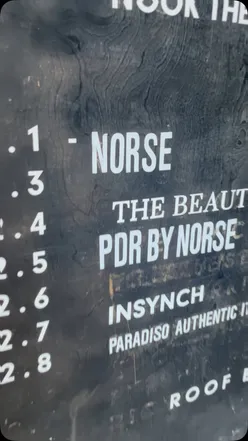 NOOK THE
.1 - NORSE
.3
2.4 THE BEAUT
2.5 PDR BY NORSE
2.6 INSYNCH
2.7 PARADISO AUTHENTIC
2.8
ROOF